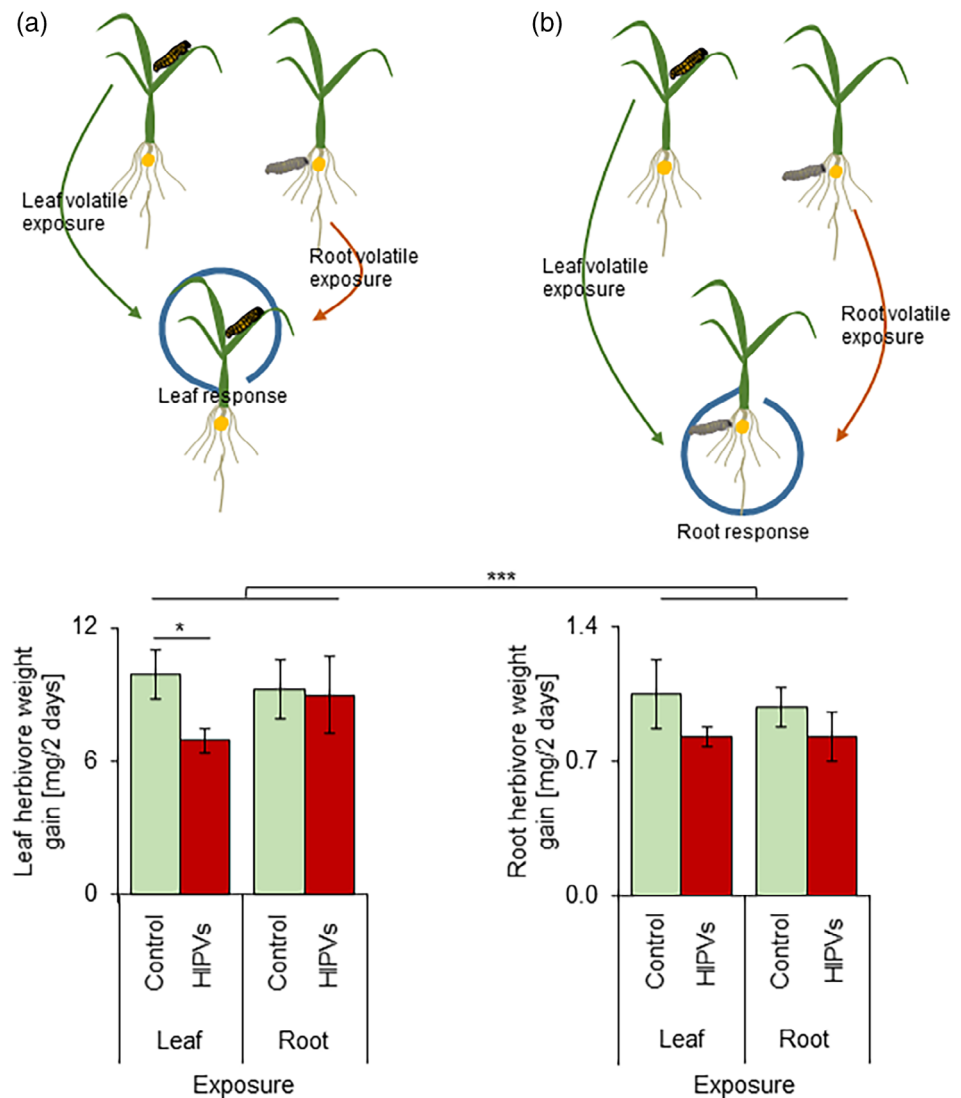 (a)
Leaf volatile
exposure
Root volatile
exposure
Leaf response
(b)
Leaf volatile
exposure
Root volatile
exposure
Root response
***
Leaf herbivore weight
gain [mg/2 days]
12
6
0
*
Control
HIPVs
Control
HIPVs
Leaf
Root
Exposure
Root herbivore weight
gain [mg/2 days]
1.4
0.7
0.0
Control
HIPVs
Control
HIPVs
Leaf
Root
Exposure